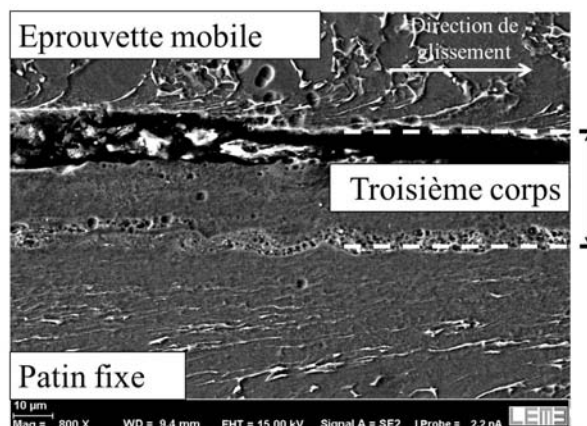 Eprouvette mobile
Direction de
glissement
Troisième corps
Patin fixe
10 µm
Mag = 800 X WD = 9.4 mm EHT = 15.00 kV Signal A = SE2 I Probe = 2.2 nA
LEM3